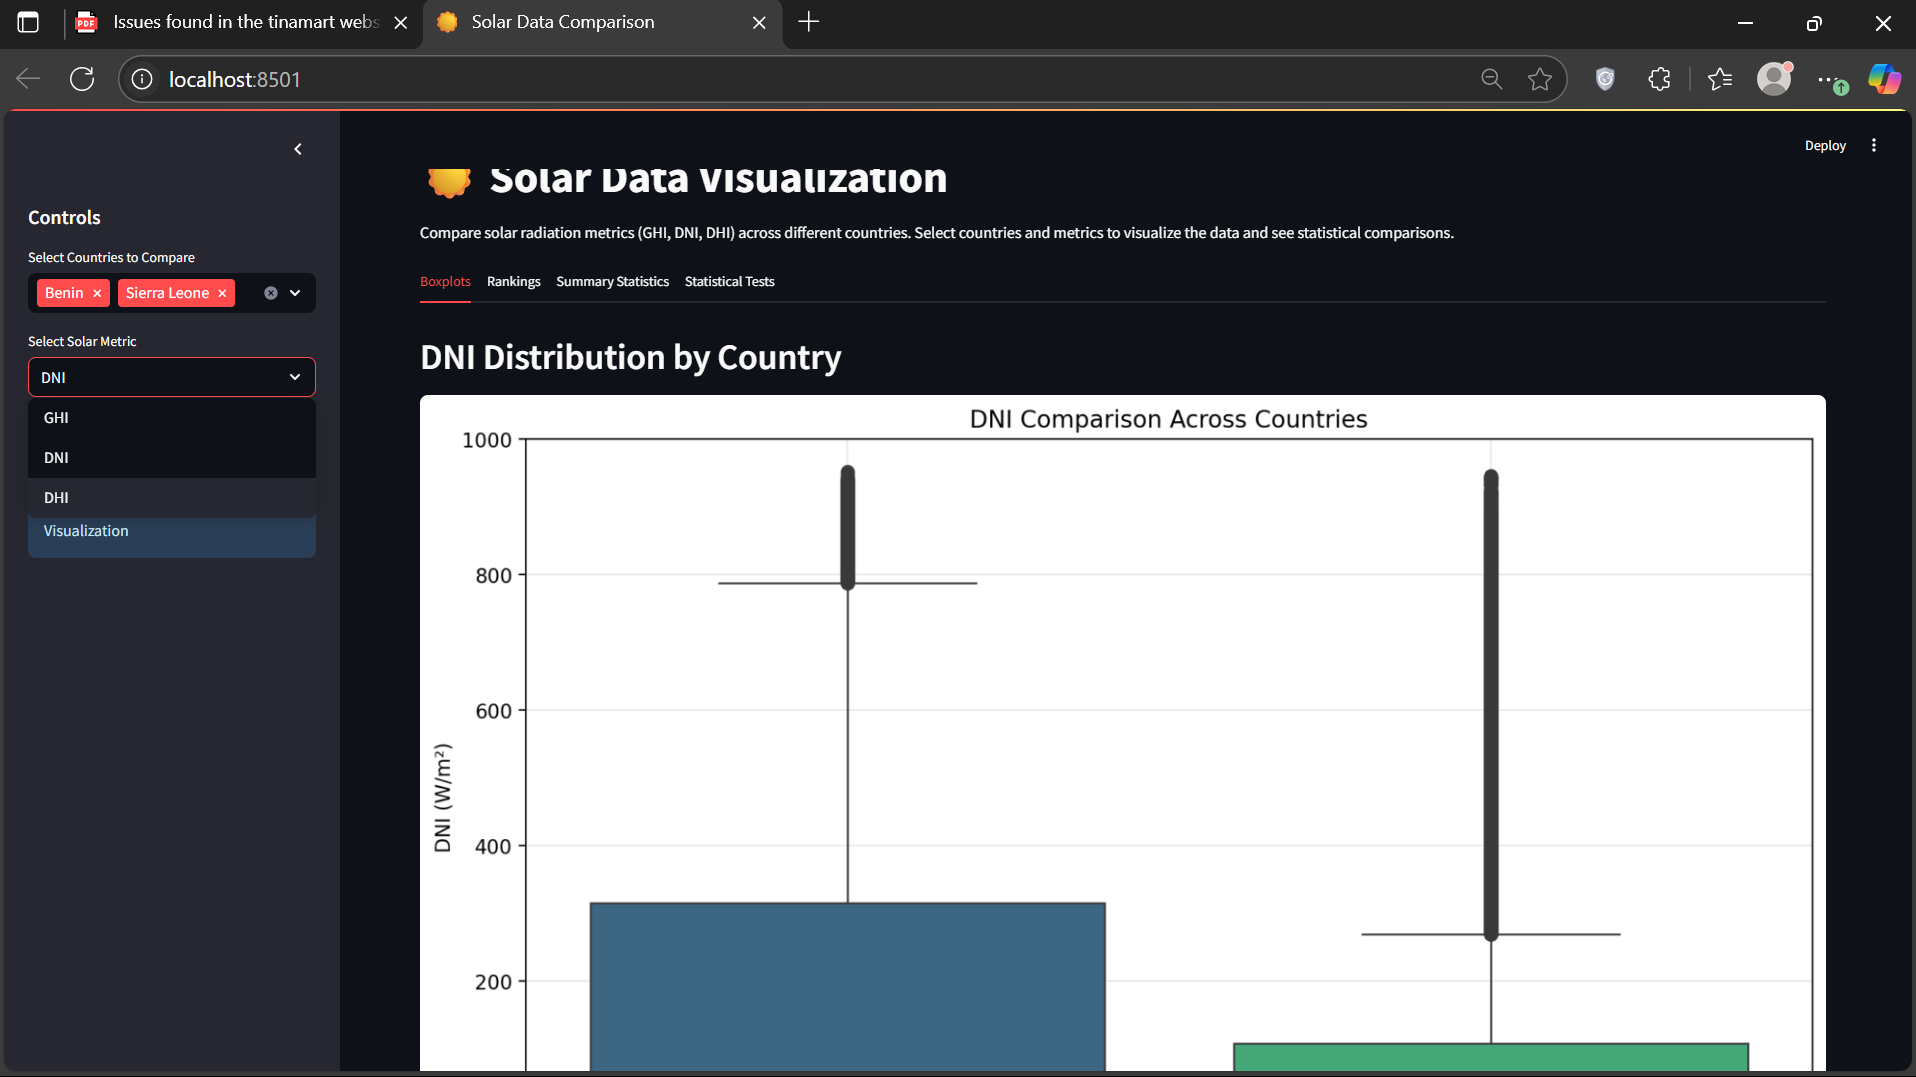 PDF
Issues found in the tinamart webs
Solar Data Comparison
localhost:8501
Deploy
Controls
Select Countries to Compare
Benin
Sierra Leone
Select Solar Metric
DNI
GHI
DNI
DHI
Visualization
Solar Data Visualization
Compare solar radiation metrics (GHI, DNI, DHI) across different countries. Select countries and metrics to visualize the data and see statistical comparisons.
Boxplots Rankings Summary Statistics Statistical Tests
DNI Distribution by Country
DNI Comparison Across Countries
1000
800
600
400
200
DNI (W/m²)